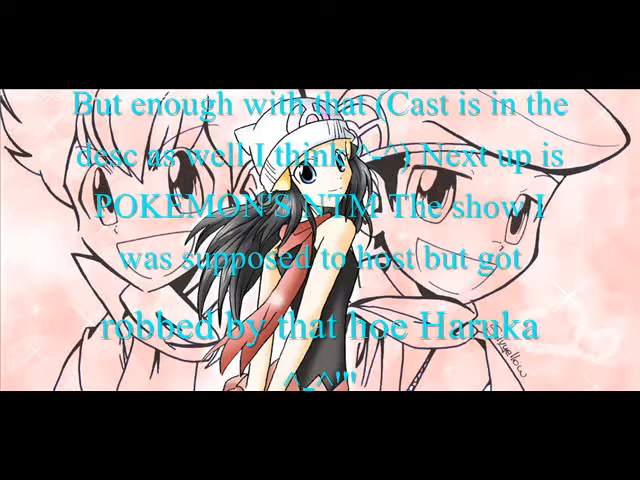 But enough with that (Cast is in the
desc as well I think ^-^) Next up is
POKEMON'S NTM The show I
was supposed to host but got
robbed by that hoe Haruka
^_^'''